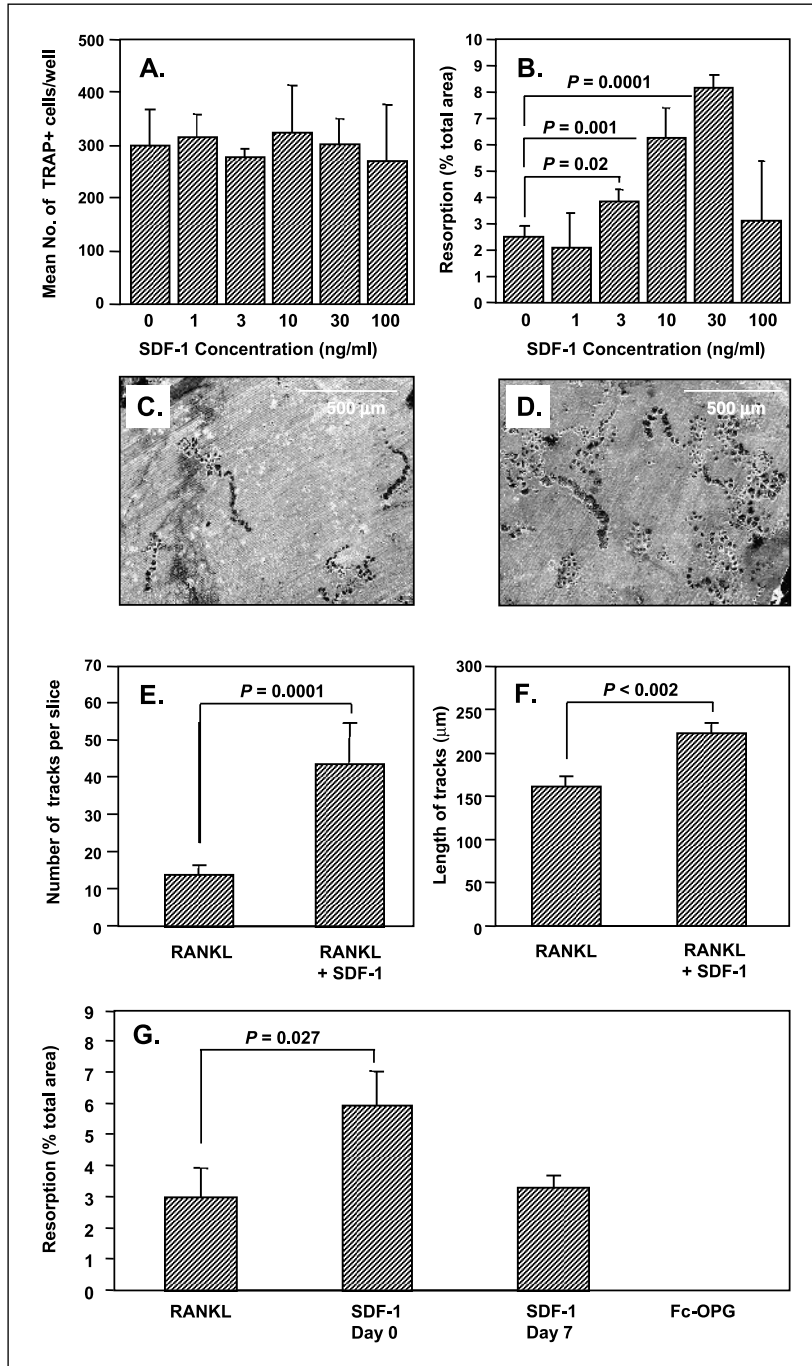 A.
Mean No. of TRAP+ cells/well
500
400
300
200
100
0
0 1 3 10 30 100
SDF-1 Concentration (ng/ml)
B.
Resorption (% total area)
10
9
8
7
6
5
4
3
2
1
0
P = 0.0001
P = 0.001
P = 0.02
0 1 3 10 30 100
SDF-1 Concentration (ng/ml)
C.
500 µm
D.
500 µm
E.
Number of tracks per slice
70
60
50
40
30
20
10
0
P = 0.0001
RANKL
RANKL
+ SDF-1
F.
Length of tracks (µm)
300
250
200
150
100
50
0
P < 0.002
RANKL
RANKL
+ SDF-1
G.
Resorption (% total area)
9
8
7
6
5
4
3
2
1
0
P = 0.027
RANKL
SDF-1
Day 0
SDF-1
Day 7
Fc-OPG